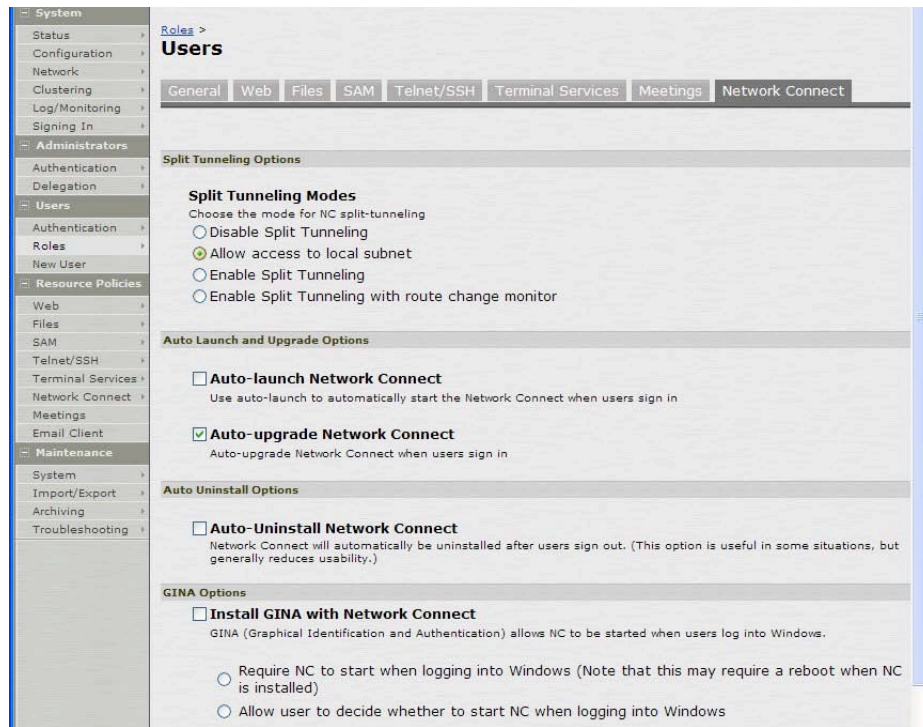 System
Status
Configuration
Network
Clustering
Log/Monitoring
Signing In
Administrators
Authentication
Delegation
Users
Authentication
Roles
New User
Resource Policies
Web
Files
SAM
Telnet/SSH
Terminal Services
Network Connect
Meetings
Email Client
Maintenance
System
Import/Export
Archiving
Troubleshooting
Roles >
Users
General Web Files SAM Telnet/SSH Terminal Services Meetings Network Connect
Split Tunneling Options
Split Tunneling Modes
Choose the mode for NC split-tunneling
Disable Split Tunneling
Allow access to local subnet
Enable Split Tunneling
Enable Split Tunneling with route change monitor
Auto Launch and Upgrade Options
Auto-launch Network Connect
Use auto-launch to automatically start the Network Connect when users sign in
Auto-upgrade Network Connect
Auto-upgrade Network Connect when users sign in
Auto Uninstall Options
Auto-Uninstall Network Connect
Network Connect will automatically be uninstalled after users sign out. (This option is useful in some situations, but
generally reduces usability.)
GINA Options
Install GINA with Network Connect
GINA (Graphical Identification and Authentication) allows NC to be started when users log into Windows.
Require NC to start when logging into Windows (Note that this may require a reboot when NC
is installed)
Allow user to decide whether to start NC when logging into Windows